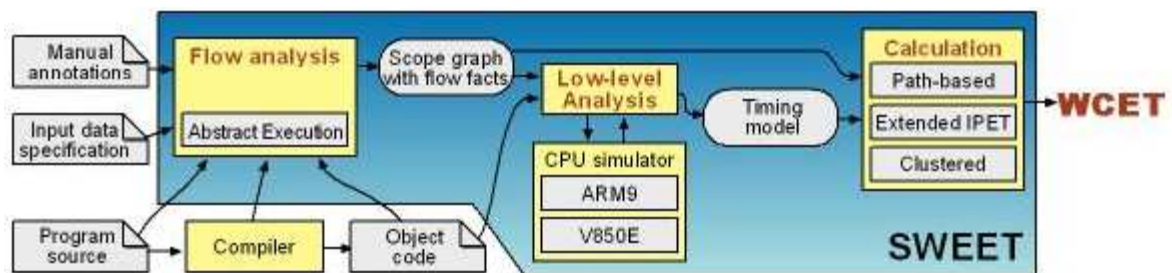 Manual
annotations
Input data
specification
Program
source
Flow analysis
Abstract Execution
Compiler
Object
code
Scope graph
with flow facts
Low-level
Analysis
CPU simulator
ARM9
V850E
Timing
model
Calculation
Path-based
Extended IPET
Clustered
WCET
SWEET